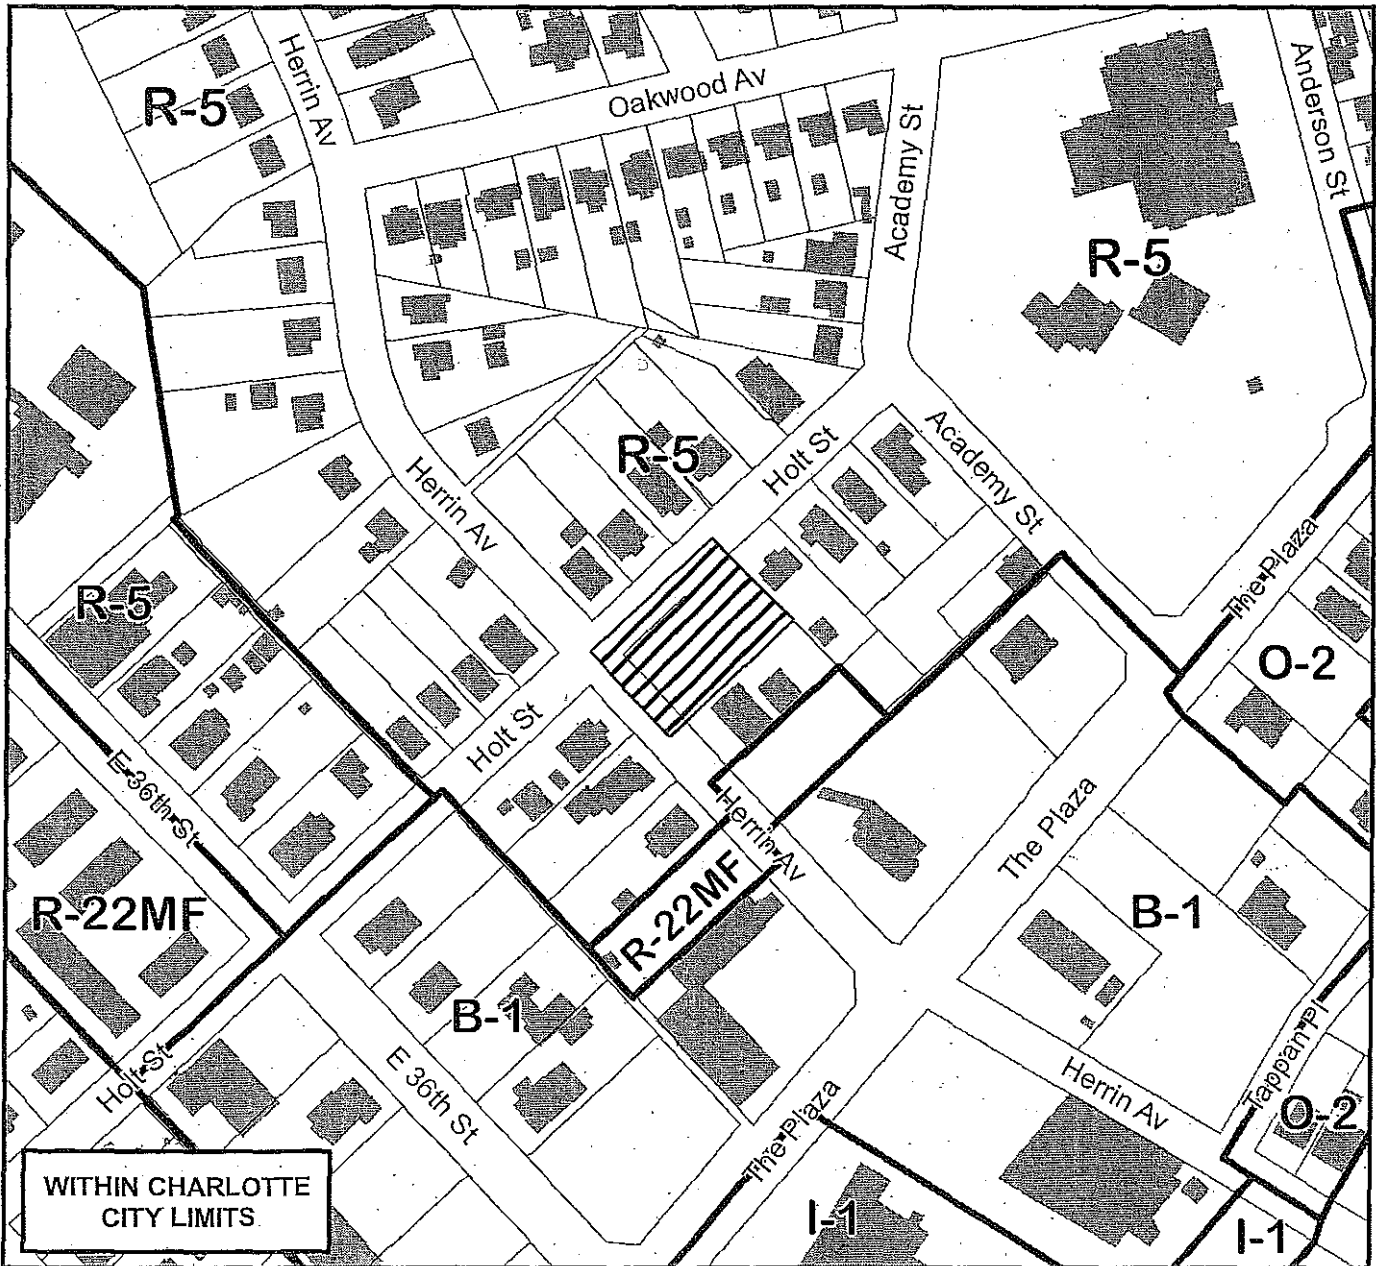 R-5
Herrin Av
Oakwood Av
Academy St
Anderson St
R-5
R-5
Holt St
Academy St
Herrin Av
The Plaza
R-5
O-2
Holt St
E 36th St
Herrin Av
The Plaza
R-22MF
R-22MF
B-1
B-1
Holt St
E 36th St
Herrin Av
Tappan Pl
O-2
The Plaza
WITHIN CHARLOTTE
CITY LIMITS
I-1
I-1